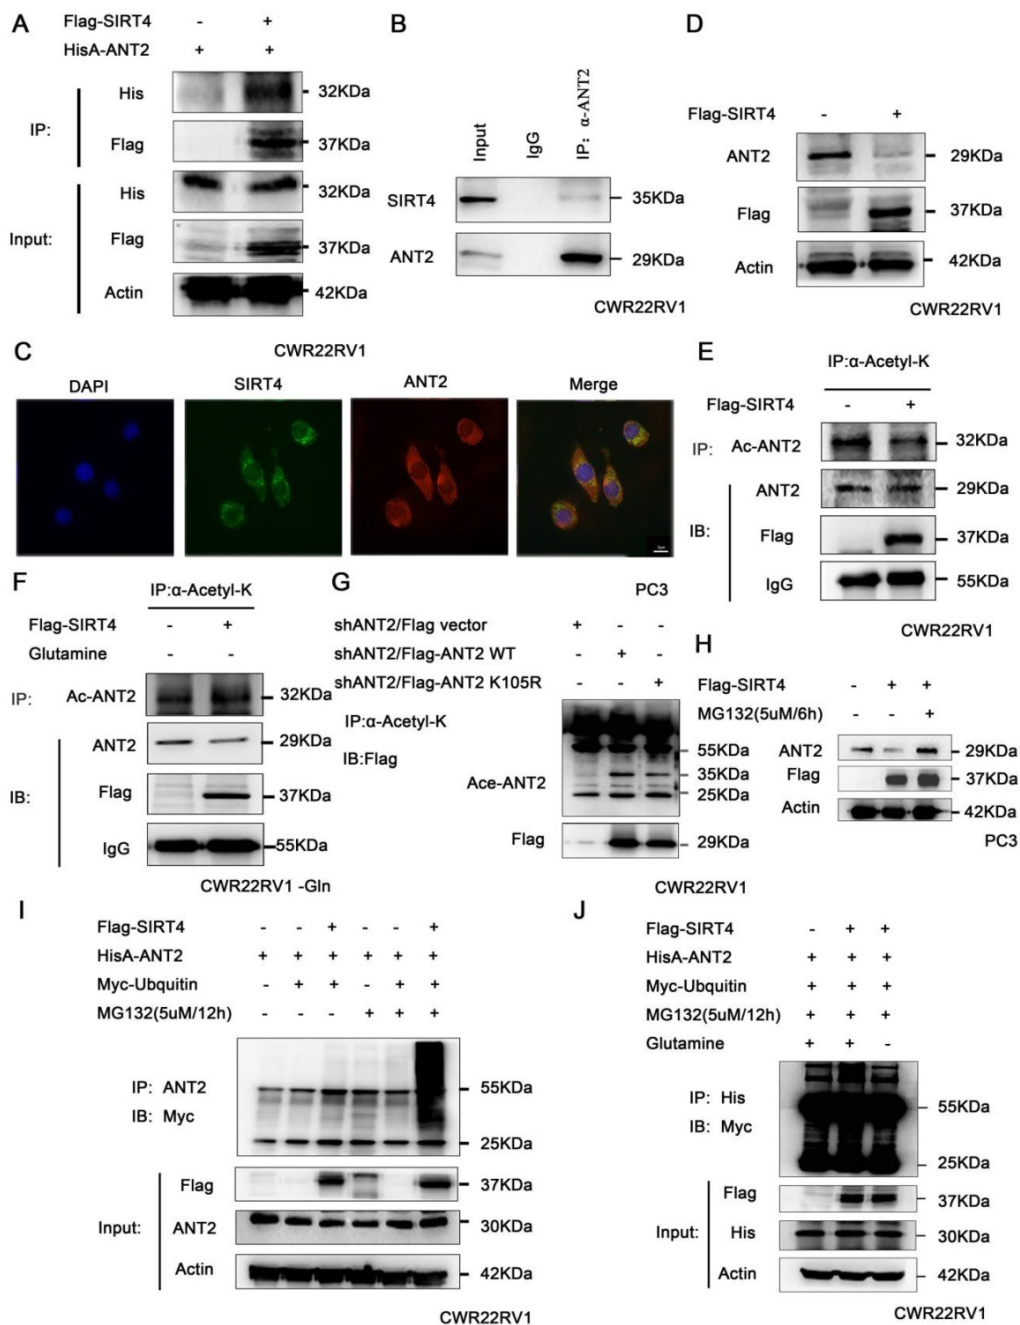 A
Flag-SIRT4 - +
HisA-ANT2 + +
IP:
His 32KDa
Flag 37KDa
Input:
His 32KDa
Flag 37KDa
Actin 42KDa
CWR22RV1
B
Input IgG IP: α-ANT2
SIRT4 35KDa
ANT2 29KDa
CWR22RV1
C
DAPI SIRT4 ANT2 Merge
D
Flag-SIRT4 - +
ANT2 29KDa
Flag 37KDa
Actin 42KDa
CWR22RV1
E
IP:α-Acetyl-K
Flag-SIRT4 - +
IP: Ac-ANT2 32KDa
IB:
ANT2 29KDa
Flag 37KDa
IgG 55KDa
CWR22RV1
F
IP:α-Acetyl-K
Flag-SIRT4 - +
Glutamine - -
IP: Ac-ANT2 32KDa
IB:
ANT2 29KDa
Flag 37KDa
IgG 55KDa
CWR22RV1 -Gln
G
PC3
shANT2/Flag vector + - -
shANT2/Flag-ANT2 WT - + -
shANT2/Flag-ANT2 K105R - - +
IP:α-Acetyl-K
IB:Flag
Ace-ANT2
55KDa
35KDa
25KDa
Flag 29KDa
CWR22RV1
H
Flag-SIRT4 - + +
MG132(5uM/6h) - - +
ANT2 29KDa
Flag 37KDa
Actin 42KDa
PC3
I
Flag-SIRT4 - - + - - +
HisA-ANT2 + + + + + +
Myc-Ubquitin - + + - + +
MG132(5uM/12h) - - - + + +
IP: ANT2
IB: Myc
55KDa
25KDa
Input:
Flag 37KDa
ANT2 30KDa
Actin 42KDa
CWR22RV1
J
Flag-SIRT4 - + +
HisA-ANT2 + + +
Myc-Ubquitin + + +
MG132(5uM/12h) + + +
Glutamine + + -
IP: His
IB: Myc
55KDa
25KDa
Input:
Flag 37KDa
His 30KDa
Actin 42KDa
CWR22RV1